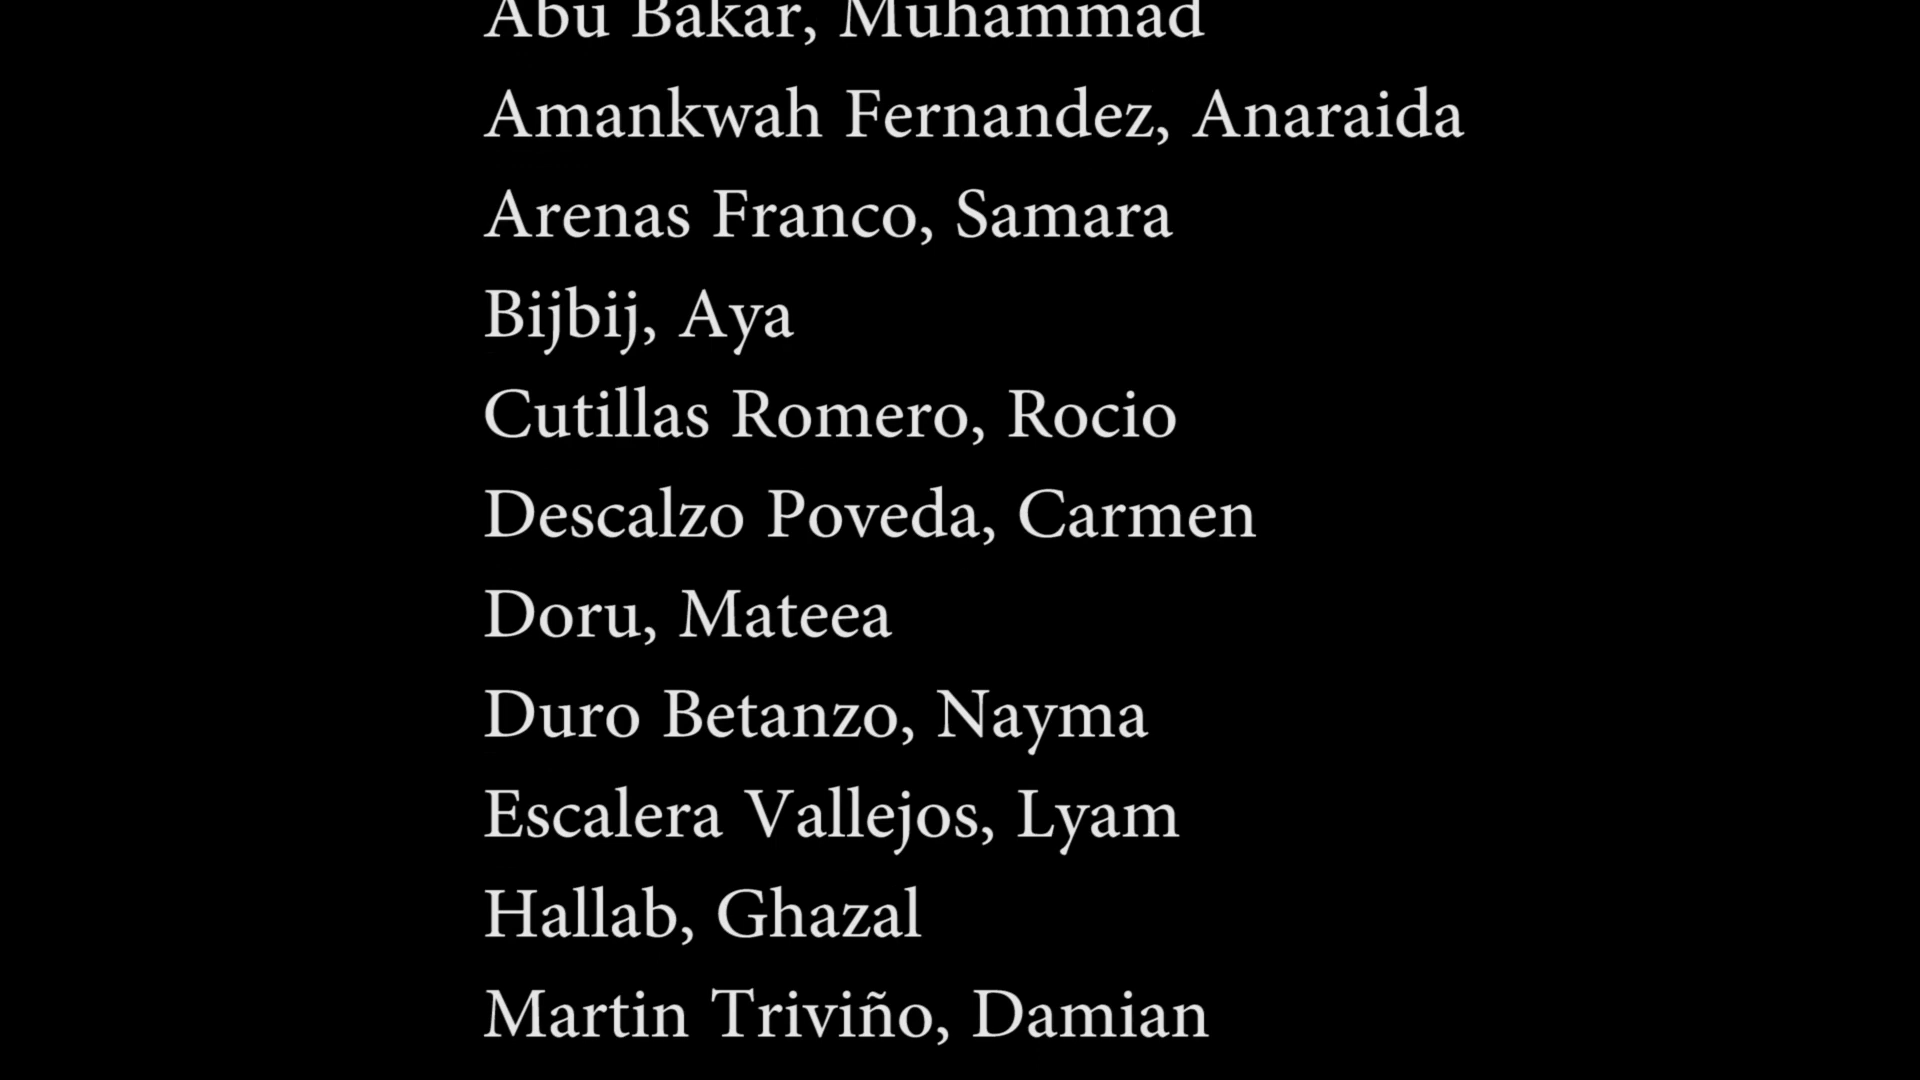 Abu Bakar, Muhammad
Amankwah Fernandez, Anaraida
Arenas Franco, Samara
Bijbij, Aya
Cutillas Romero, Rocio
Descalzo Poveda, Carmen
Doru, Mateea
Duro Betanzo, Nayma
Escalera Vallejos, Lyam
Hallab, Ghazal
Martin Triviño, Damian